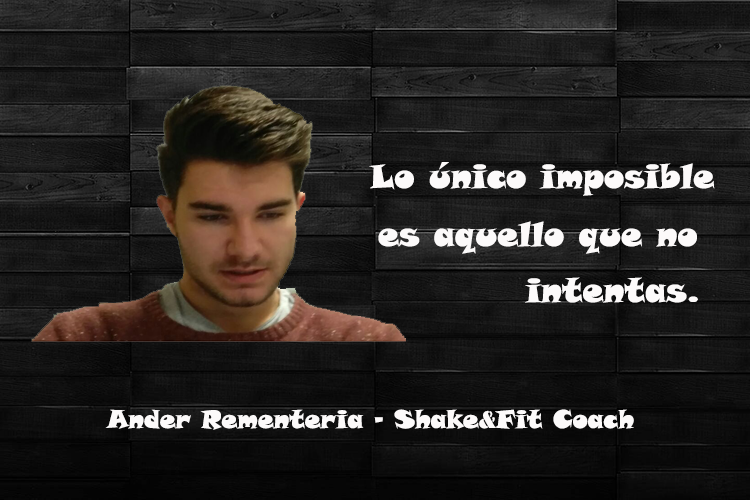 Lo único imposible
es aquello que no
intentas.
Ander Rementeria - Shake&Fit Coach